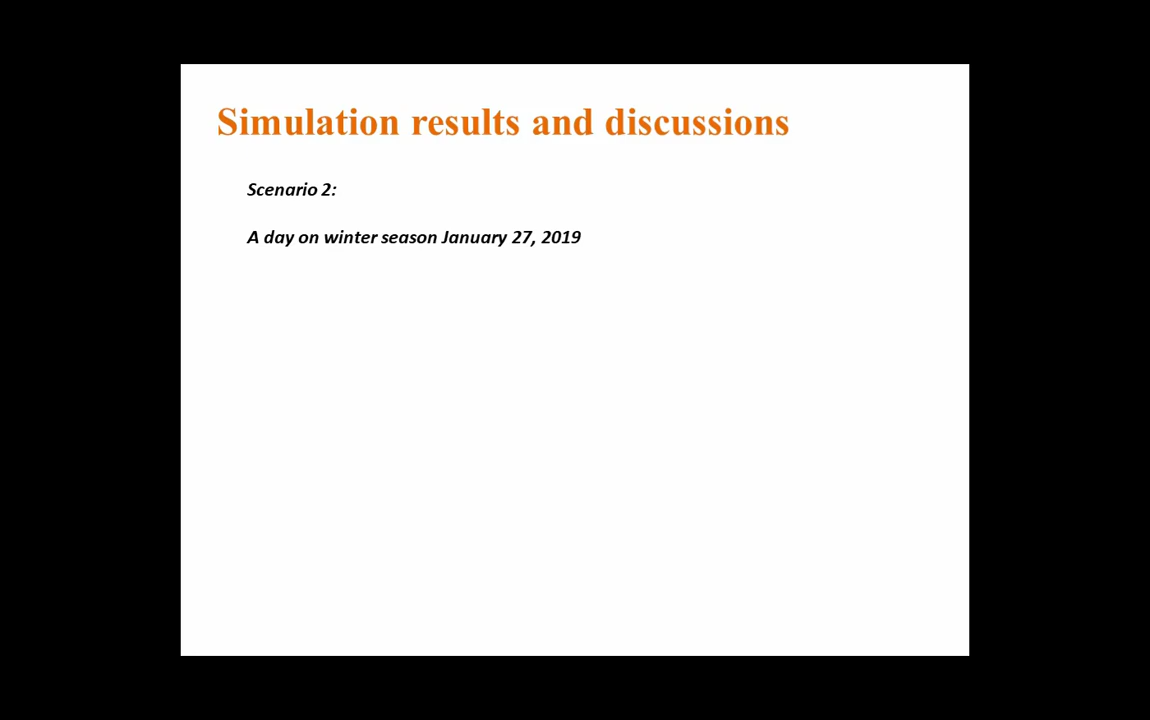 Simulation results and discussions
Scenario 2:
A day on winter season January 27, 2019